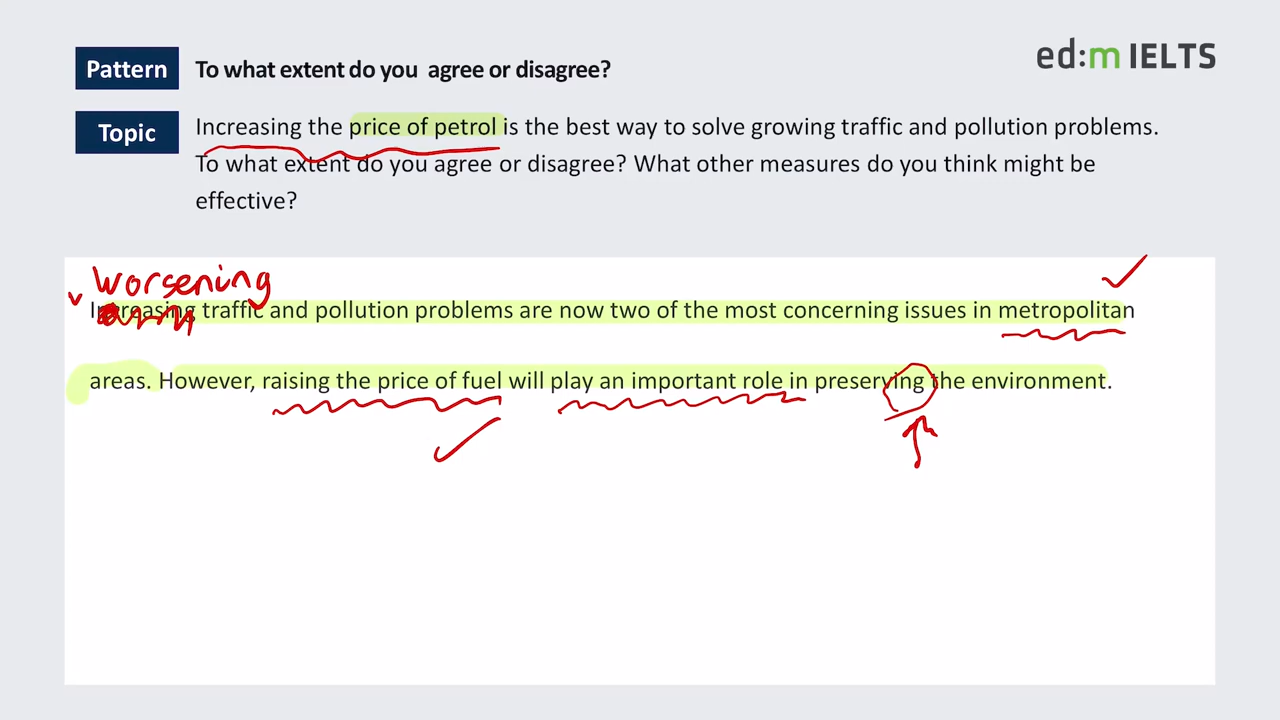 ed:m IELTS
Pattern
To what extent do you agree or disagree?
Topic
Increasing the price of petrol is the best way to solve growing traffic and pollution problems.
To what extent do you agree or disagree? What other measures do you think might be
effective?
worsening
Increasing traffic and pollution problems are now two of the most concerning issues in metropolitan
areas. However, raising the price of fuel will play an important role in preserving the environment.